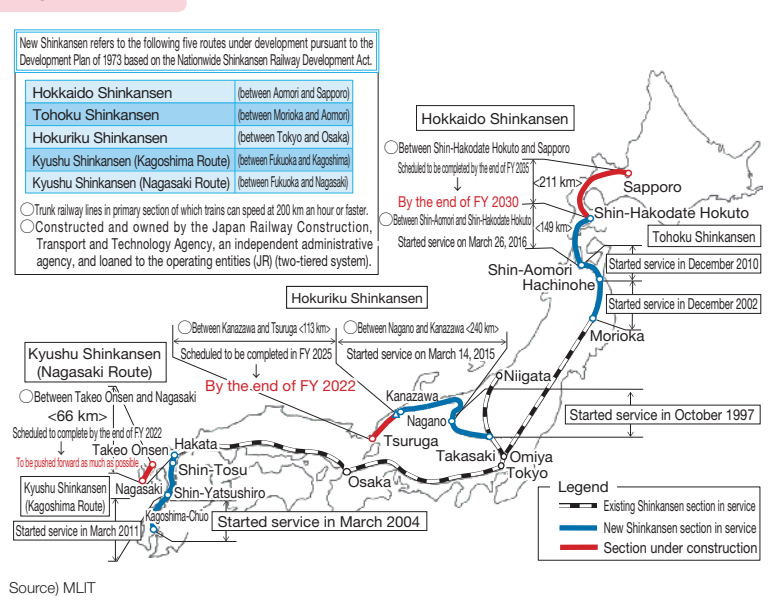 New Shinkansen refers to the following five routes under development pursuant to the
Development Plan of 1973 based on the Nationwide Shinkansen Railway Development Act.
Hokkaido Shinkansen (between Aomori and Sapporo)
Tohoku Shinkansen (between Morioka and Aomori)
Hokuriku Shinkansen (between Tokyo and Osaka)
Kyushu Shinkansen (Kagoshima Route) (between Fukuoka and Kagoshima)
Kyushu Shinkansen (Nagasaki Route) (between Fukuoka and Nagasaki)
○Trunk railway lines in primary section of which trains can speed at 200 km an hour or faster.
○Constructed and owned by the Japan Railway Construction,
Transport and Technology Agency, an independent administrative
agency, and loaned to the operating entities (JR) (two-tiered system).
Hokkaido Shinkansen
○Between Shin-Hakodate Hokuto and Sapporo
Scheduled to be completed by the end of FY 2035
↓
By the end of FY 2030
<211 km>
○Between Shin-Aomori and Shin-Hakodate Hokuto
Started service on March 26, 2016
<149 km>
Sapporo
Shin-Hakodate Hokuto
Tohoku Shinkansen
Started service in December 2010
Shin-Aomori
Hachinohe
Started service in December 2002
Morioka
Hokuriku Shinkansen
○Between Kanazawa and Tsuruga <113 km>
Scheduled to be completed in FY 2025
↓
By the end of FY 2022
○Between Nagano and Kanazawa <240 km>
Started service on March 14, 2015
Niigata
Kanazawa
Nagano
Tsuruga
Started service in October 1997
Takasaki
Omiya
Tokyo
Osaka
Kyushu Shinkansen
(Nagasaki Route)
○Between Takeo Onsen and Nagasaki
<66 km>
Scheduled to complete by the end of FY 2022
↓
To be pushed forward as much as possible
Takeo Onsen
Hakata
Shin-Tosu
Nagasaki
Shin-Yatsushiro
Kyushu Shinkansen
(Kagoshima Route)
Kagoshima-Chuo
Started service in March 2011
Started service in March 2004
Legend
Existing Shinkansen section in service
New Shinkansen section in service
Section under construction
Source) MLIT